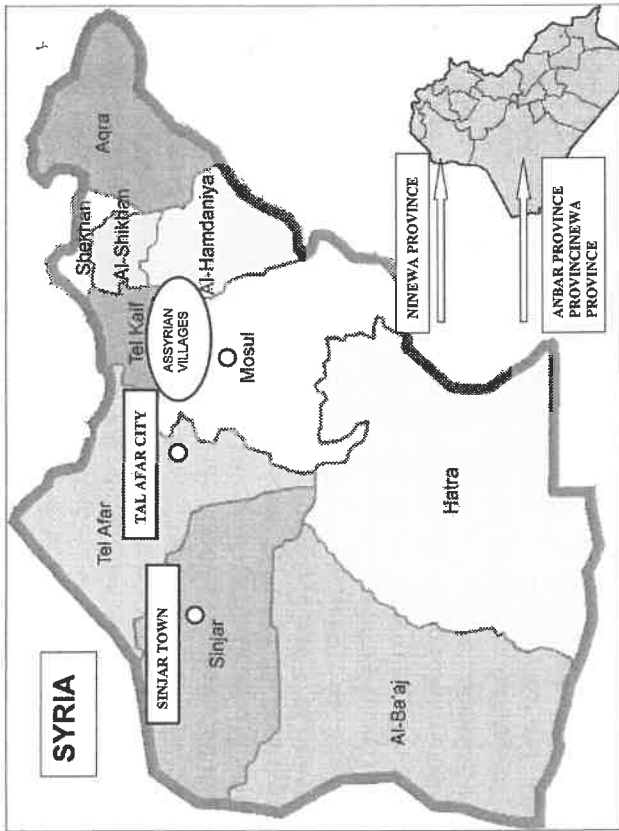 SYRIA
SINJAR TOWN
Sinjar
Al-Ba'aj
Tel Afar
TAL AFAR CITY
Tel Kaif
ASSYRIAN
VILLAGES
Mosul
Shekhan
Al-Shikhan
Al-Hamdaniya
Aqra
Hatra
NINEWA PROVINCE
ANBAR PROVINCE
PROVINCINEWA
PROVINCE